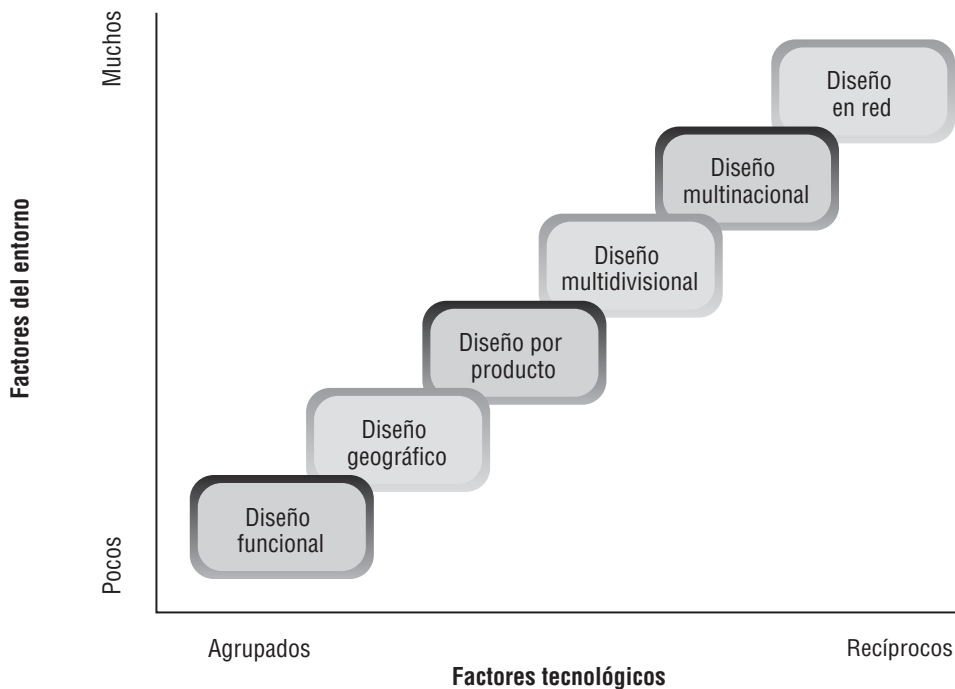 Muchos
Diseño
en red
Diseño
multinacional
Diseño
multidivisional
Factores del entorno
Diseño por
producto
Diseño
geográfico
Diseño
funcional
Pocos
Agrupados
Recíprocos
Factores tecnológicos